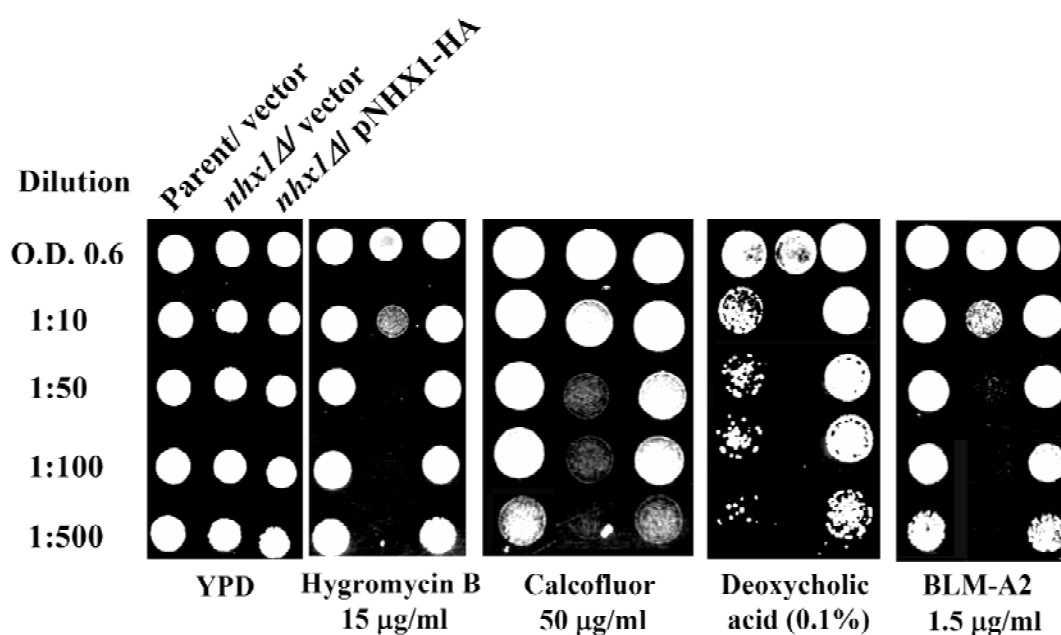 Parent/ vector
nhx1Δ/ vector
nhx1Δ/ pNHX1-HA
Dilution
O.D. 0.6
1:10
1:50
1:100
1:500
YPD
Hygromycin B
15 μg/ml
Calcofluor
50 μg/ml
Deoxycholic
acid (0.1%)
BLM-A2
1.5 μg/ml